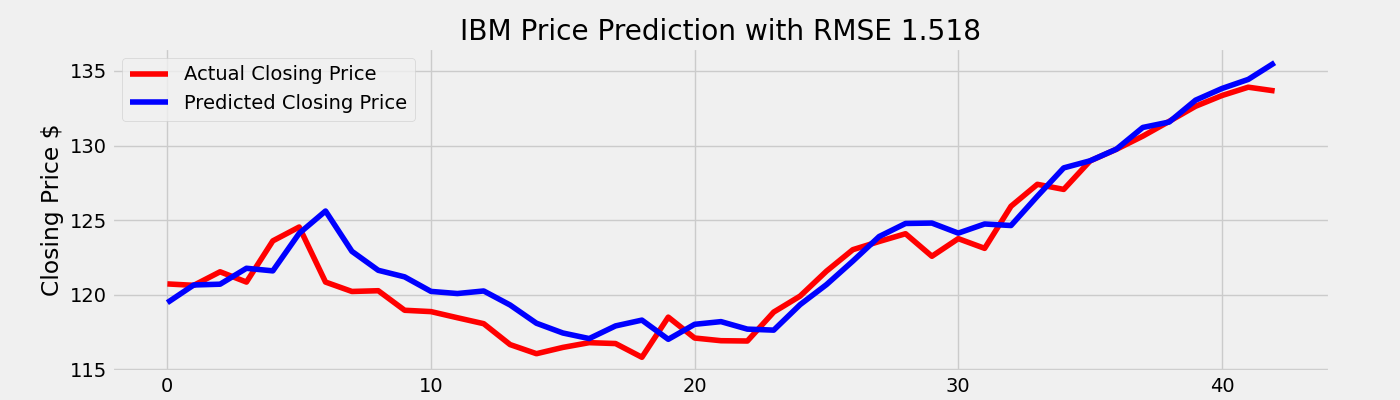 IBM Price Prediction with RMSE 1.518
Actual Closing Price
Predicted Closing Price
Closing Price $
135
130
125
120
115
0 10 20 30 40